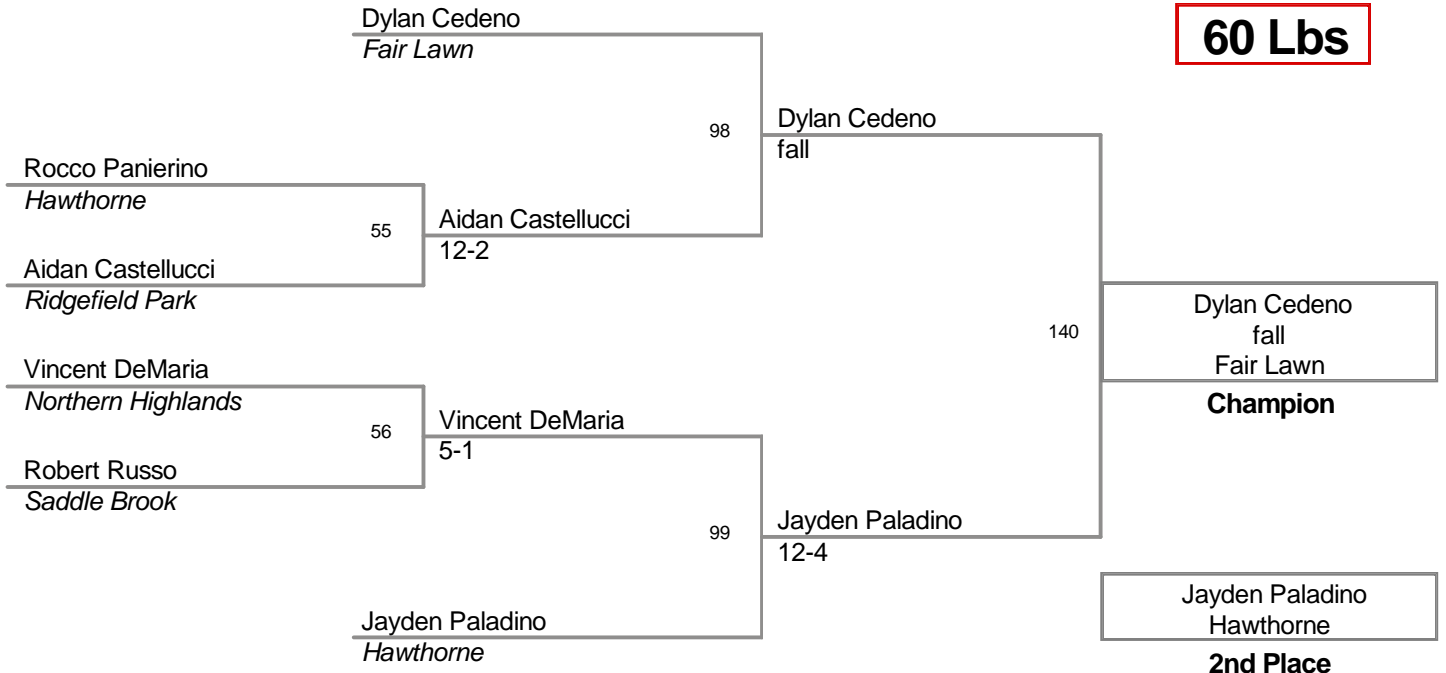 Dylan Cedeno
Fair Lawn
60 Lbs
98
Dylan Cedeno
fall
Rocco Panierino
Hawthorne
55
Aidan Castellucci
12-2
Aidan Castellucci
Ridgefield Park
140
Dylan Cedeno
fall
Fair Lawn
Champion
Vincent DeMaria
Northern Highlands
56
Vincent DeMaria
5-1
Robert Russo
Saddle Brook
99
Jayden Paladino
12-4
Jayden Paladino
Hawthorne
Jayden Paladino
Hawthorne
2nd Place